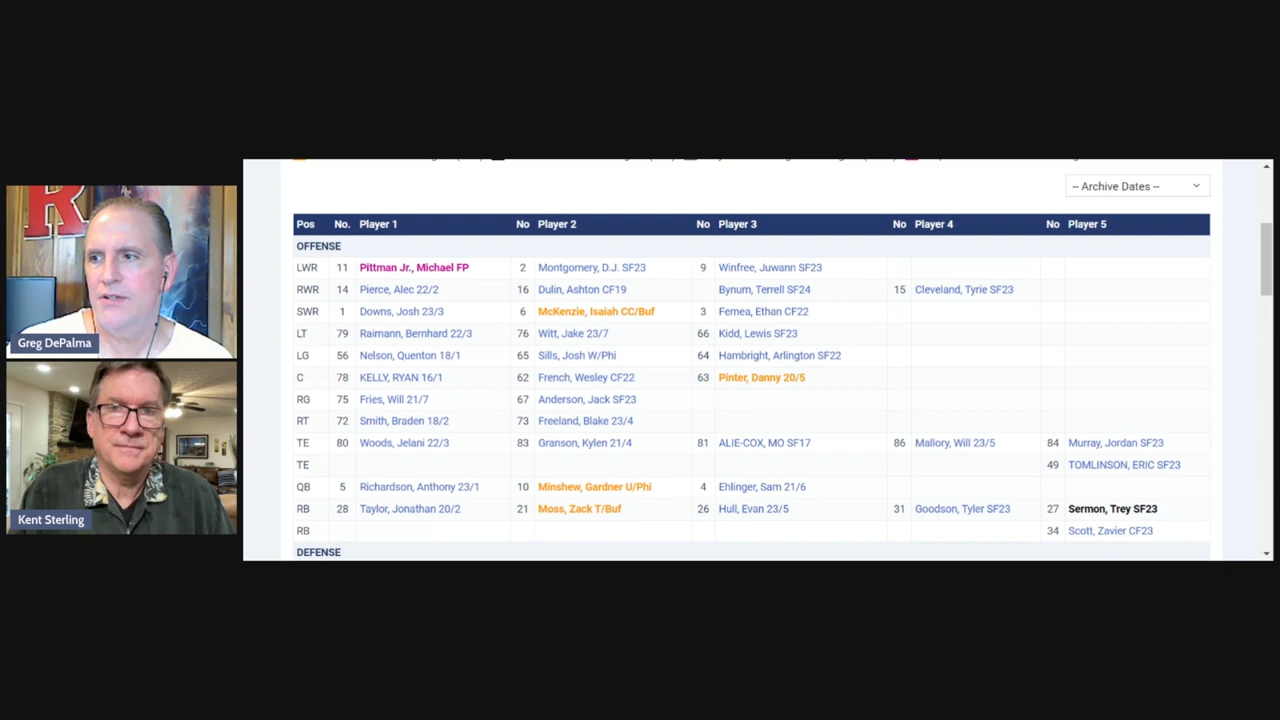 -- Archive Dates --
Pos No. Player 1 No Player 2 No Player 3 No Player 4 No Player 5
OFFENSE
LWR 11 Pittman Jr., Michael FP 2 Montgomery, D.J. SF23 9 Winfree, Juwann SF23
RWR 14 Pierce, Alec 22/2 16 Dulin, Ashton CF19 Bynum, Terrell SF24 15 Cleveland, Tyrie SF23
SWR 1 Downs, Josh 23/3 6 McKenzie, Isaiah CC/Buf 3 Fernea, Ethan CF22
LT 79 Raimann, Bernhard 22/3 76 Witt, Jake 23/7 66 Kidd, Lewis SF23
LG 56 Nelson, Quenton 18/1 65 Sills, Josh W/Phi 64 Hambright, Arlington SF22
C 78 KELLY, RYAN 16/1 62 French, Wesley CF22 63 Pinter, Danny 20/5
RG 75 Fries, Will 21/7 67 Anderson, Jack SF23
RT 72 Smith, Braden 18/2 73 Freeland, Blake 23/4
TE 80 Woods, Jelani 22/3 83 Granson, Kylen 21/4 81 ALIE-COX, MO SF17 86 Mallory, Will 23/5 84 Murray, Jordan SF23
TE 49 TOMLINSON, ERIC SF23
QB 5 Richardson, Anthony 23/1 10 Minshew, Gardner U/Phi 4 Ehlinger, Sam 21/6
RB 28 Taylor, Jonathan 20/2 21 Moss, Zack T/Buf 26 Hull, Evan 23/5 31 Goodson, Tyler SF23 27 Sermon, Trey SF23
RB 34 Scott, Zavier CF23
DEFENSE
R
Greg DePalma
Kent Sterling